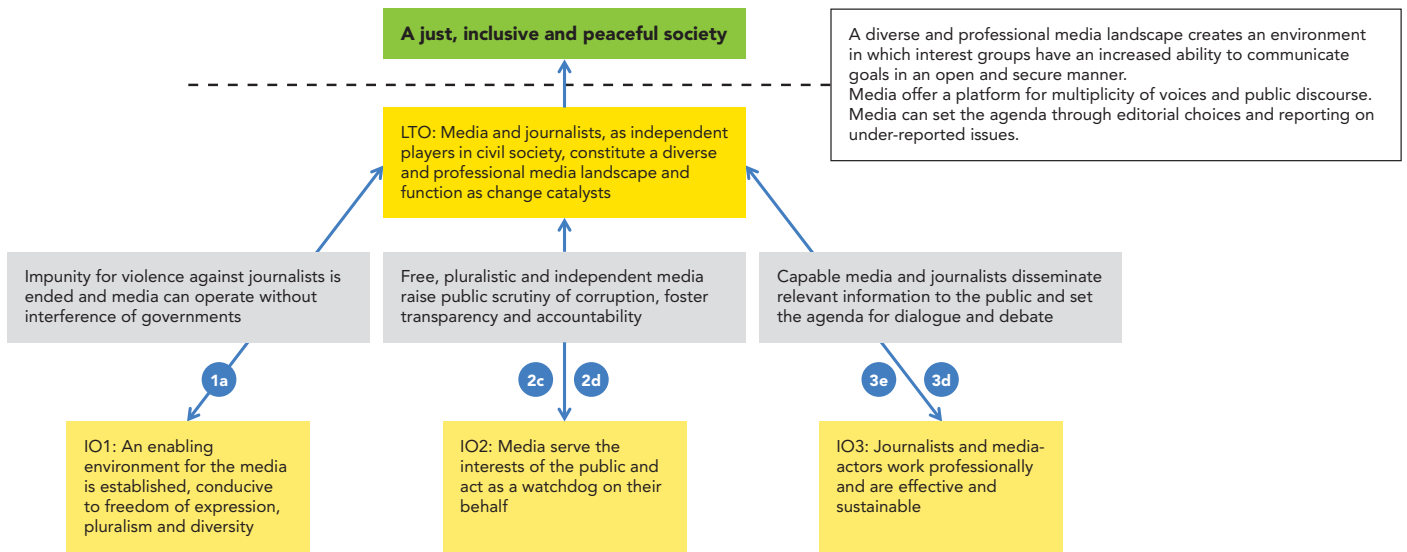 A just, inclusive and peaceful society
A diverse and professional media landscape creates an environment
in which interest groups have an increased ability to communicate
goals in an open and secure manner.
Media offer a platform for multiplicity of voices and public discourse.
Media can set the agenda through editorial choices and reporting on
under-reported issues.
LTO: Media and journalists, as independent
players in civil society, constitute a diverse
and professional media landscape and
function as change catalysts
Impunity for violence against journalists is
ended and media can operate without
interference of governments
Free, pluralistic and independent media
raise public scrutiny of corruption, foster
transparency and accountability
Capable media and journalists disseminate
relevant information to the public and set
the agenda for dialogue and debate
1a
2c
2d
3e
3d
IO1: An enabling
environment for the media
is established, conducive
to freedom of expression,
pluralism and diversity
IO2: Media serve the
interests of the public and
act as a watchdog on their
behalf
IO3: Journalists and media-
actors work professionally
and are effective and
sustainable